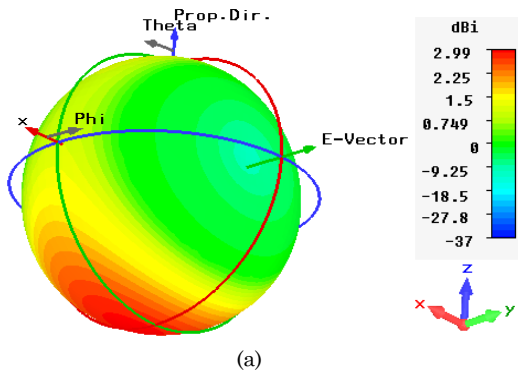 Prop.Dir.
Theta
x
Phi
E-Vector
dBi
2.99
2.25
1.5
0.749
0
-9.25
-18.5
-27.8
-37
z
x
y
(a)